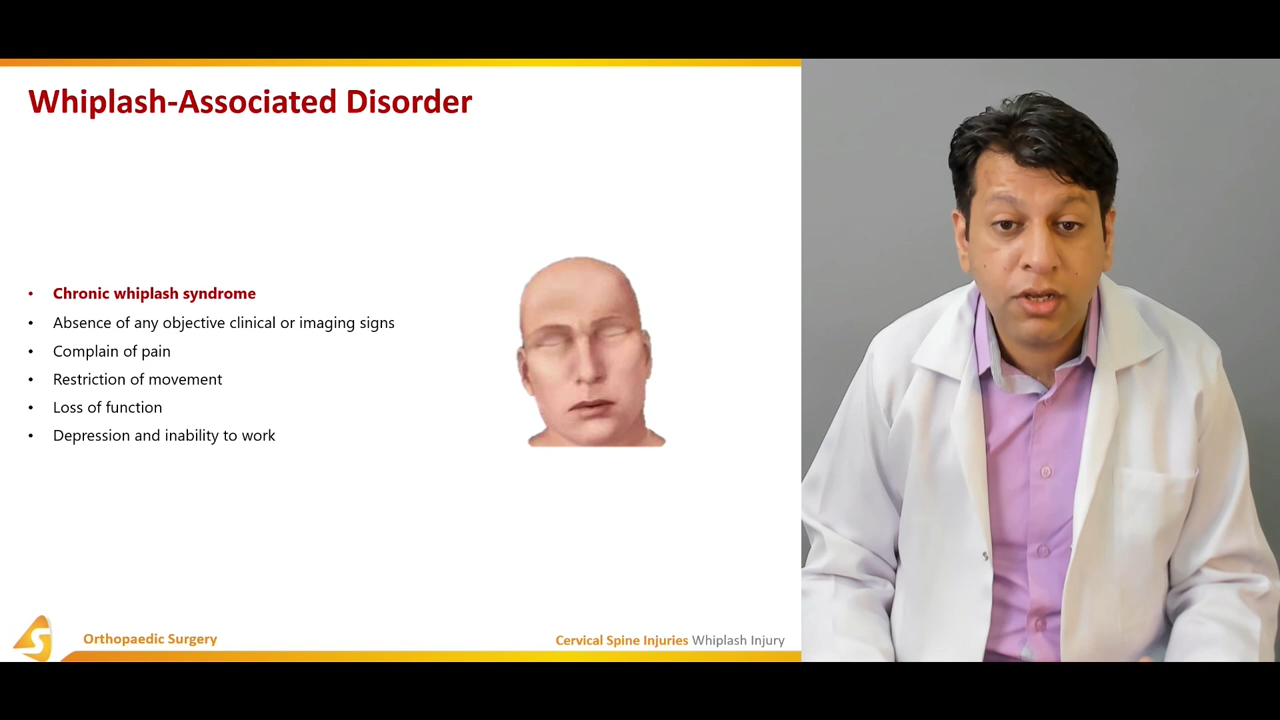 Whiplash-Associated Disorder
• Chronic whiplash syndrome
• Absence of any objective clinical or imaging signs
• Complain of pain
• Restriction of movement
• Loss of function
• Depression and inability to work
S
Orthopaedic Surgery
Cervical Spine Injuries Whiplash Injury